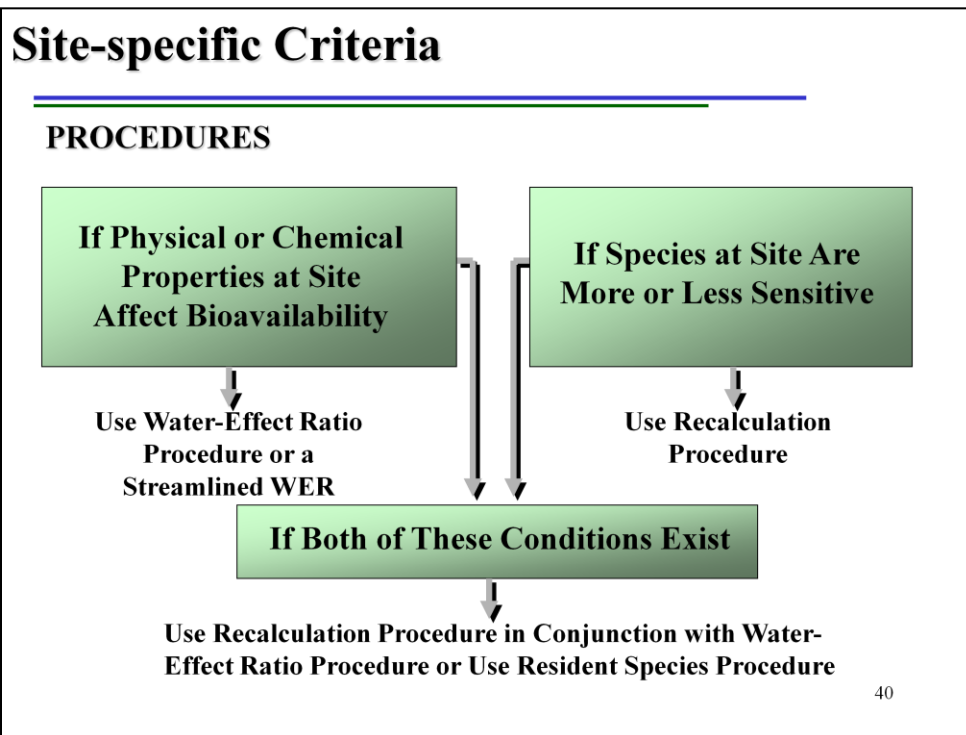 Site-specific Criteria
PROCEDURES
If Physical or Chemical
Properties at Site
Affect Bioavailability
If Species at Site Are
More or Less Sensitive
Use Water-Effect Ratio
Procedure or a
Streamlined WER
Use Recalculation
Procedure
If Both of These Conditions Exist
Use Recalculation Procedure in Conjunction with Water-
Effect Ratio Procedure or Use Resident Species Procedure
40